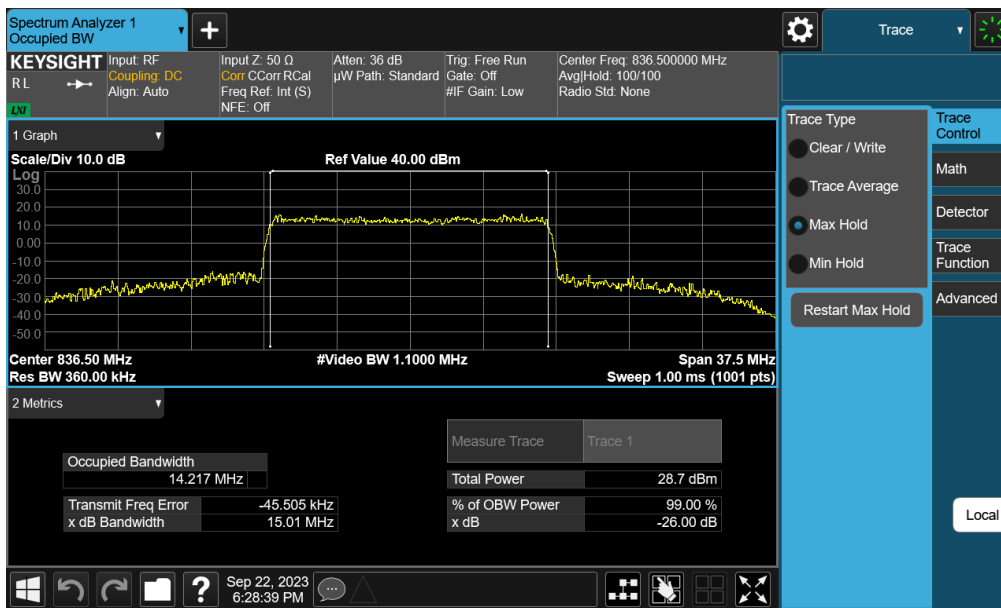 Spectrum Analyzer 1
Occupied BW
Trace
KEYSIGHT
R L
LXI
Input: RF
Coupling: DC
Align: Auto
Input Z: 50 Ω
Corr CCorr RCal
Freq Ref: Int (S)
NFE: Off
Atten: 36 dB
µW Path: Standard
Trig: Free Run
Gate: Off
#IF Gain: Low
Center Freq: 836.500000 MHz
Avg|Hold: 100/100
Radio Std: None
1 Graph
Scale/Div 10.0 dB
Ref Value 40.00 dBm
Log
30.0
20.0
10.0
0.00
-10.0
-20.0
-30.0
-40.0
-50.0
Center 836.50 MHz
#Video BW 1.1000 MHz
Span 37.5 MHz
Res BW 360.00 kHz
Sweep 1.00 ms (1001 pts)
2 Metrics
Measure Trace Trace 1
Occupied Bandwidth
14.217 MHz
Total Power 28.7 dBm
Transmit Freq Error -45.505 kHz
% of OBW Power 99.00 %
x dB Bandwidth 15.01 MHz
x dB -26.00 dB
Trace Type
Clear / Write
Trace Average
Max Hold
Min Hold
Restart Max Hold
Trace
Control
Math
Detector
Trace
Function
Advanced
Local
?
Sep 22, 2023
6:28:39 PM